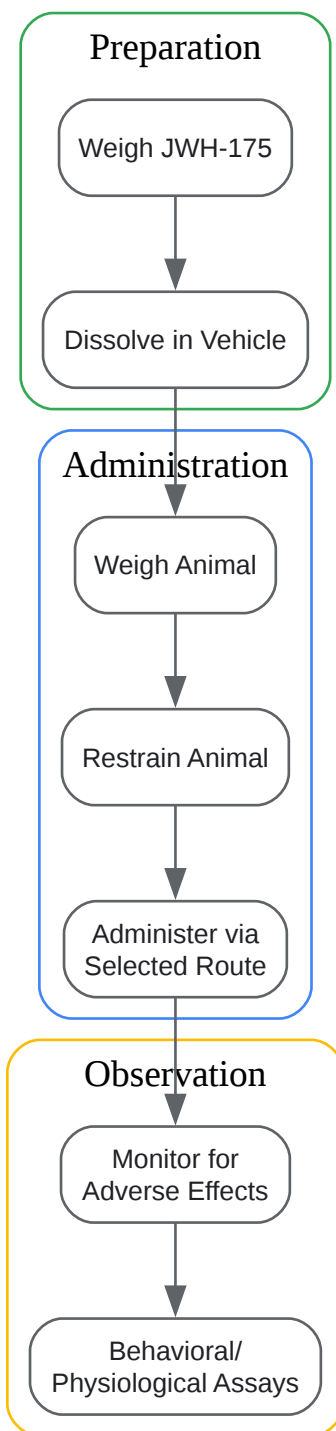 Preparation
Weigh JWH-175
Dissolve in Vehicle
Administration
Weigh Animal
Restrain Animal
Administer via
Selected Route
Observation
Monitor for
Adverse Effects
Behavioral/
Physiological Assays